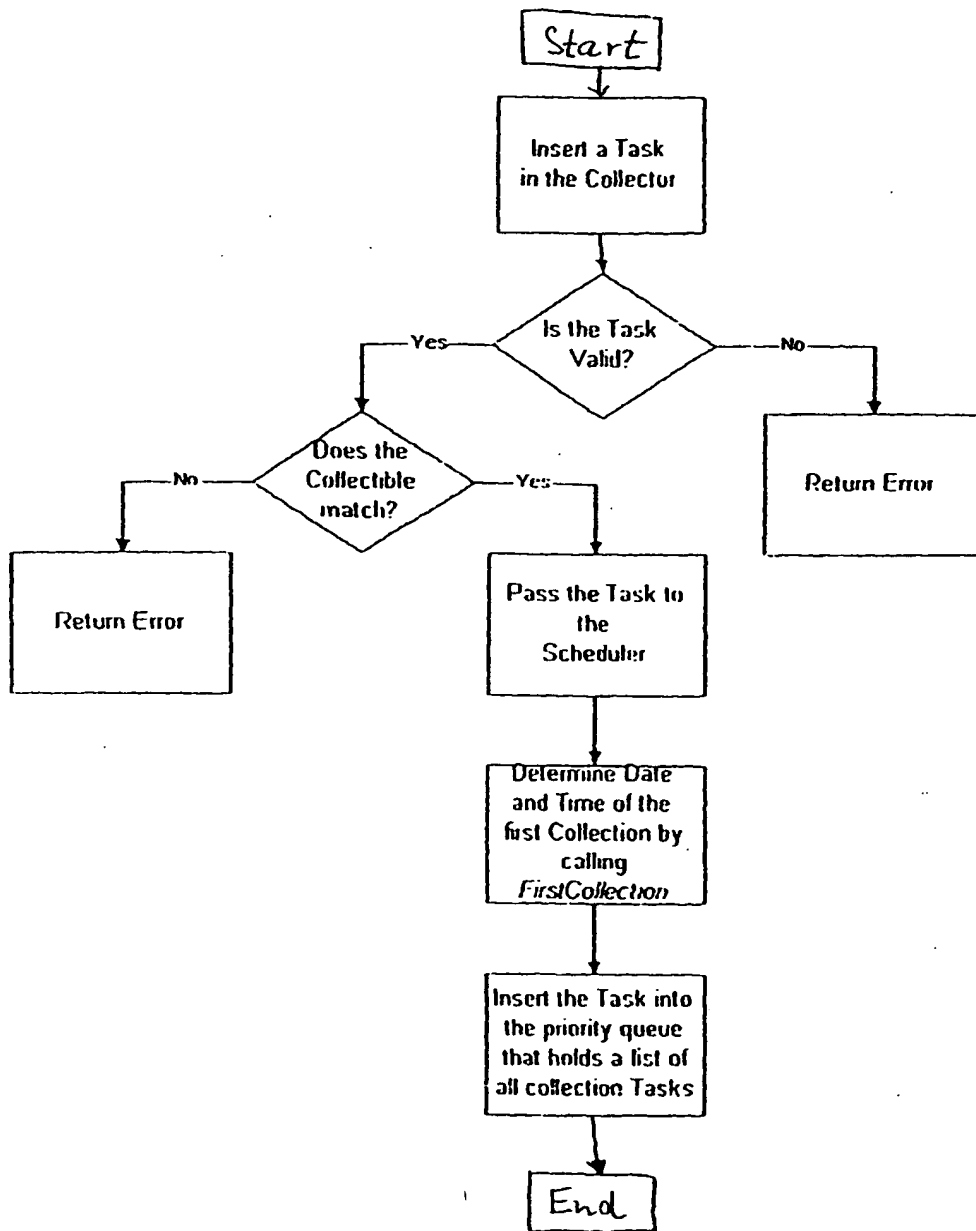 Start
Insert a Task
in the Collector
Is the Task
Valid?
Yes
No
Does the
Collectible
match?
Return Error
No
Yes
Return Error
Pass the Task to
the
Scheduler
Determine Date
and Time of the
first Collection by
calling
FirstCollection
Insert the Task into
the priority queue
that holds a list of
all collection Tasks
End